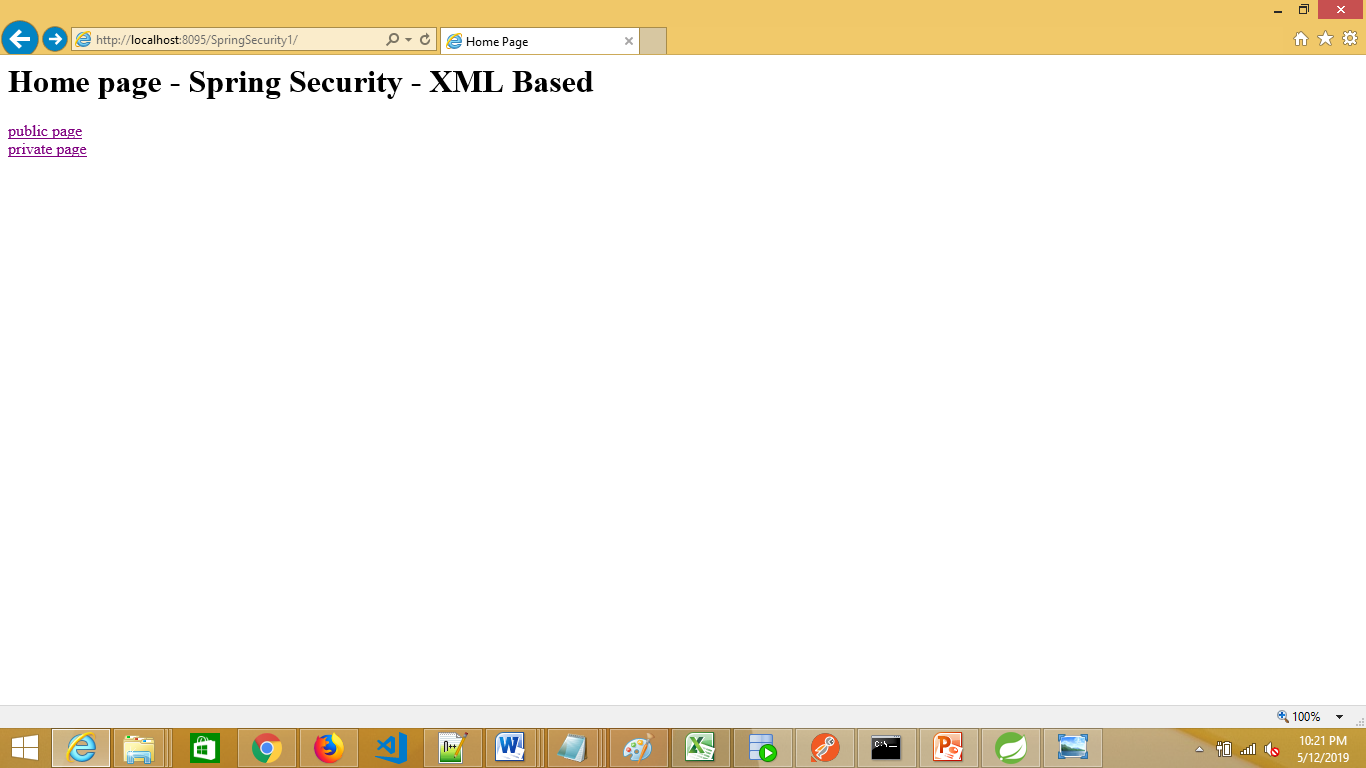 http://localhost:8095/SpringSecurity1/
Home Page
Home page - Spring Security - XML Based
public page
private page
100%
N++
W
X
C:\_
P
10:21 PM
5/12/2019